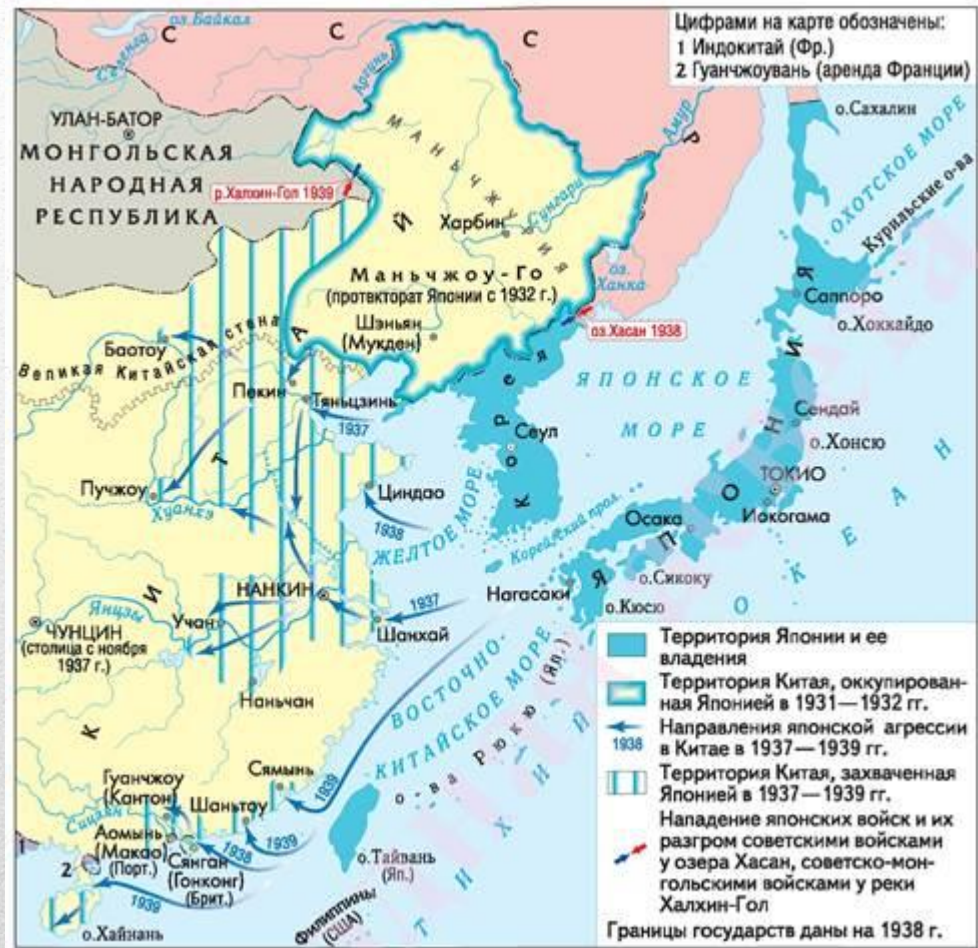 Цифрами на карте обозначены:
1 Индокитай (Фр.)
2 Гуанчжоувань (аренда Франции)
оз.Байкал
Селенга
С С С Р
Аргунь
Амур
о.Сахалин
ОХОТСКОЕ МОРЕ
Курильские о-ва
УЛАН-БАТОР
МОНГОЛЬСКАЯ
НАРОДНАЯ
РЕСПУБЛИКА
р.Халхин-Гол 1939
МАНЬЧЖУРИЯ
Сунгари
Харбин
оз.
Ханка
Маньчжоу-Го
(протекторат Японии с 1932 г.)
Шэньян
(Мукден)
оз.Хасан 1938
Саппоро
о.Хоккайдо
Великая Китайская стена
Баотоу
Пекин
Тяньцзинь
1937
Корея
Сеул
ЯПОНСКОЕ
МОРЕ
Сендай
о.Хонсю
ТОКИО
Иокогама
Осака
ЯПОНИЯ
Пучжоу
Хуанхэ
Циндао
1938
ЖЕЛТОЕ МОРЕ
Корейский прол.
Нагасаки
о.Сикоку
о.Кюсю
КИТАЙ
НАНКИН
1937
Шанхай
Янцзы
Учан
ЧУНЦИН
(столица с ноября
1937 г.)
Наньчан
ВОСТОЧНО-
КИТАЙСКОЕ МОРЕ
о-ва Рюкю (Яп.)
ТИХИЙ ОКЕАН
Сямынь
1939
Гуанчжоу
(Кантон)
Шаньтоу
1939
Сицзян
Аомынь
(Макао)
(Порт.)
Сянган
(Гонконг)
(Брит.)
1938
1
2
1939
о.Хайнань
о.Тайвань
(Яп.)
Филиппины
(США)
Территория Японии и ее
владения
Территория Китая, оккупирован-
ная Японией в 1931—1932 гг.
Направления японской агрессии
1938 в Китае в 1937—1939 гг.
Территория Китая, захваченная
Японией в 1937—1939 гг.
Нападение японских войск и их
разгром советскими войсками
у озера Хасан, советско-мон-
гольскими войсками у реки
Халхин-Гол
Границы государств даны на 1938 г.